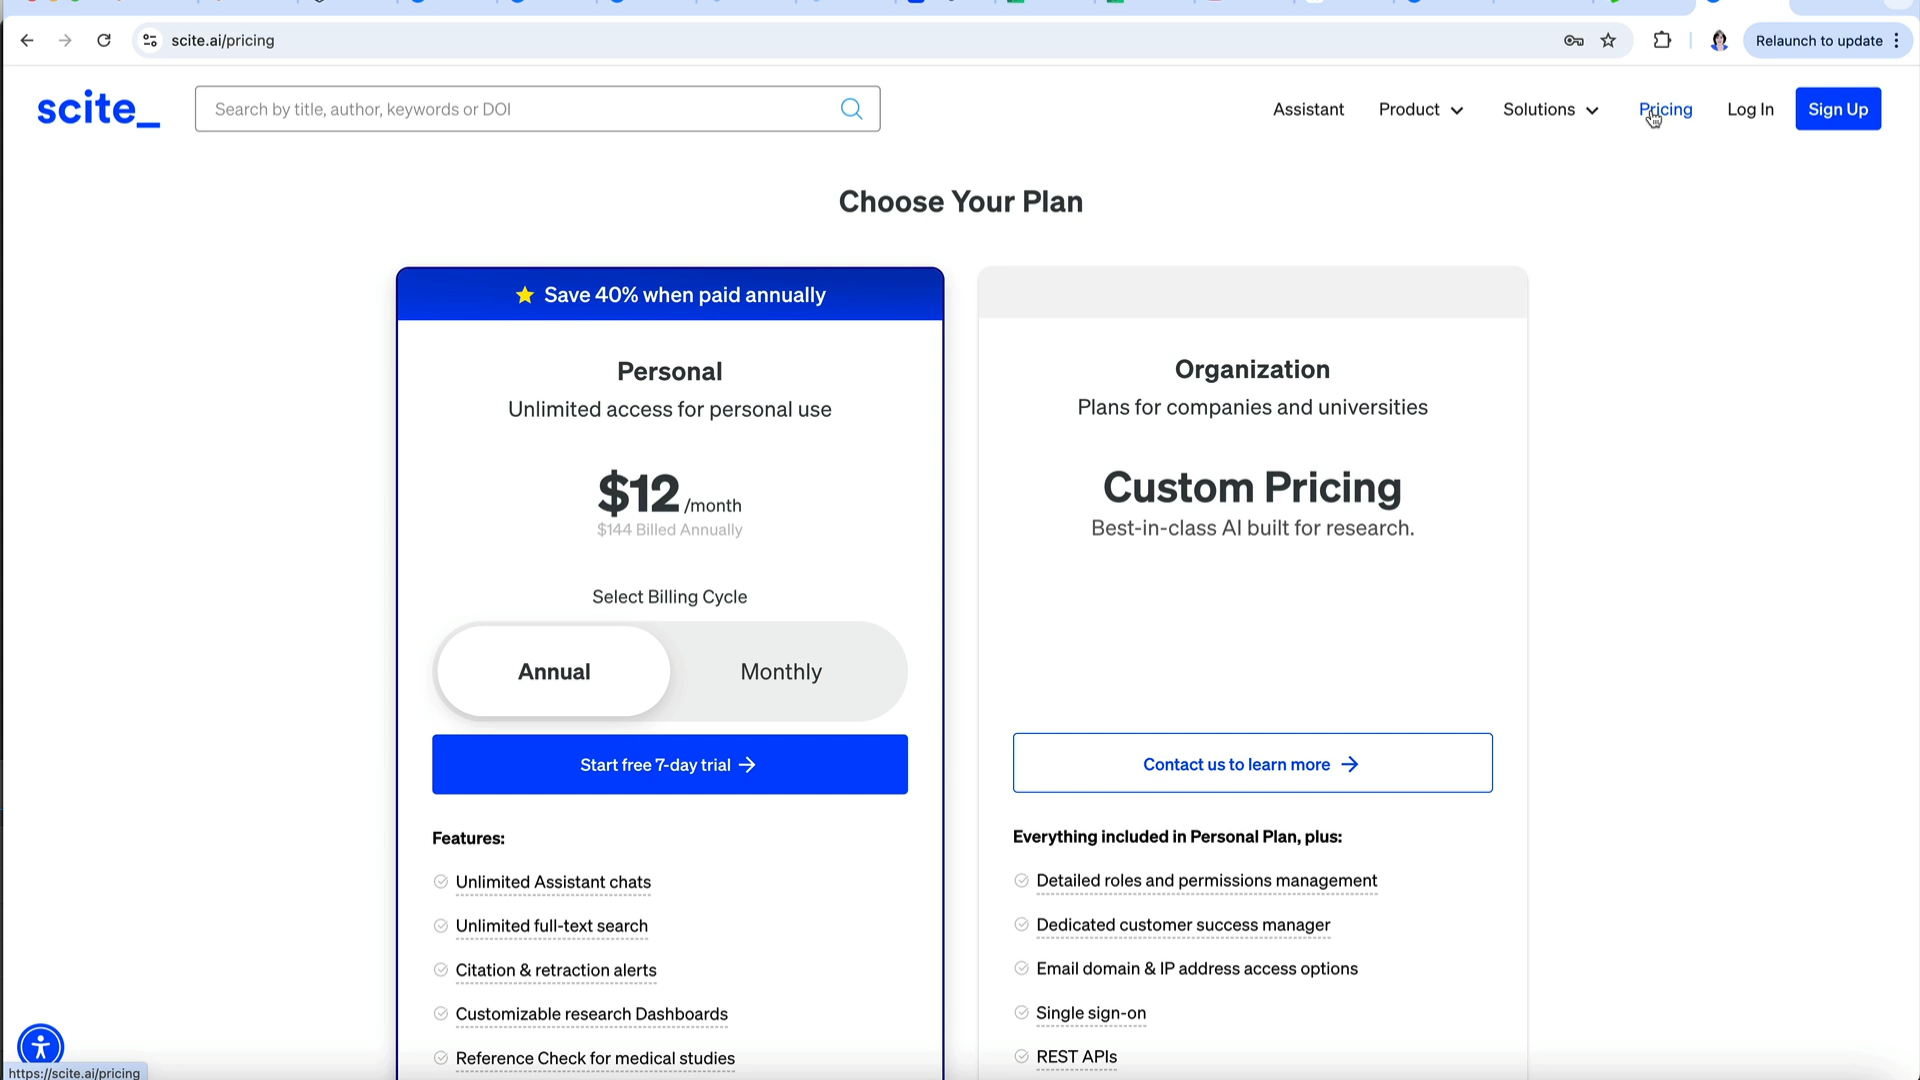 scite.ai/pricing
Relaunch to update
scite_
Search by title, author, keywords or DOI
Assistant
Product
Solutions
Pricing
Log In
Sign Up
Choose Your Plan
Save 40% when paid annually
Personal
Unlimited access for personal use
$12 /month
$144 Billed Annually
Select Billing Cycle
Annual
Monthly
Start free 7-day trial →
Features:
Unlimited Assistant chats
Unlimited full-text search
Citation & retraction alerts
Customizable research Dashboards
Reference Check for medical studies
Organization
Plans for companies and universities
Custom Pricing
Best-in-class AI built for research.
Contact us to learn more →
Everything included in Personal Plan, plus:
Detailed roles and permissions management
Dedicated customer success manager
Email domain & IP address access options
Single sign-on
REST APIs
https://scite.ai/pricing